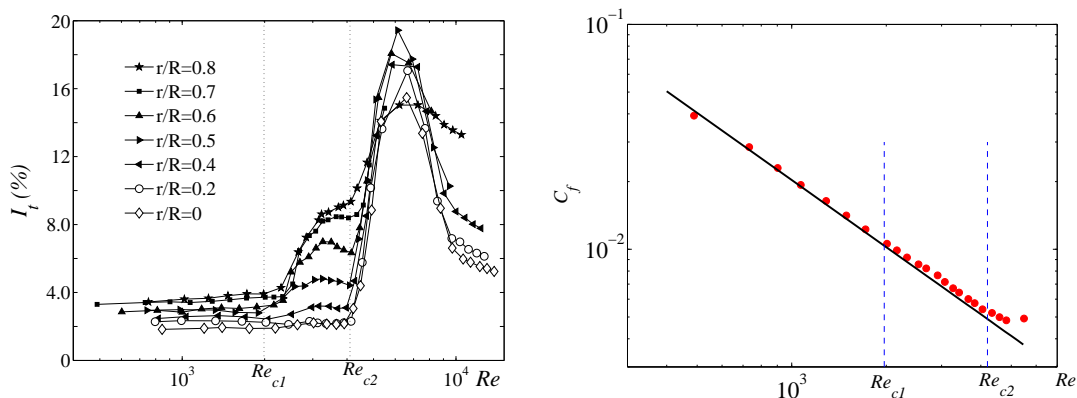 20
16
12
8.0
4.0
0
I_t (%)
r/R=0.8
r/R=0.7
r/R=0.6
r/R=0.5
r/R=0.4
r/R=0.2
r/R=0
10^3
Re_c1
Re_c2
10^4
Re
10^-1
10^-2
C_f
10^3
Re_c1
Re_c2
Re